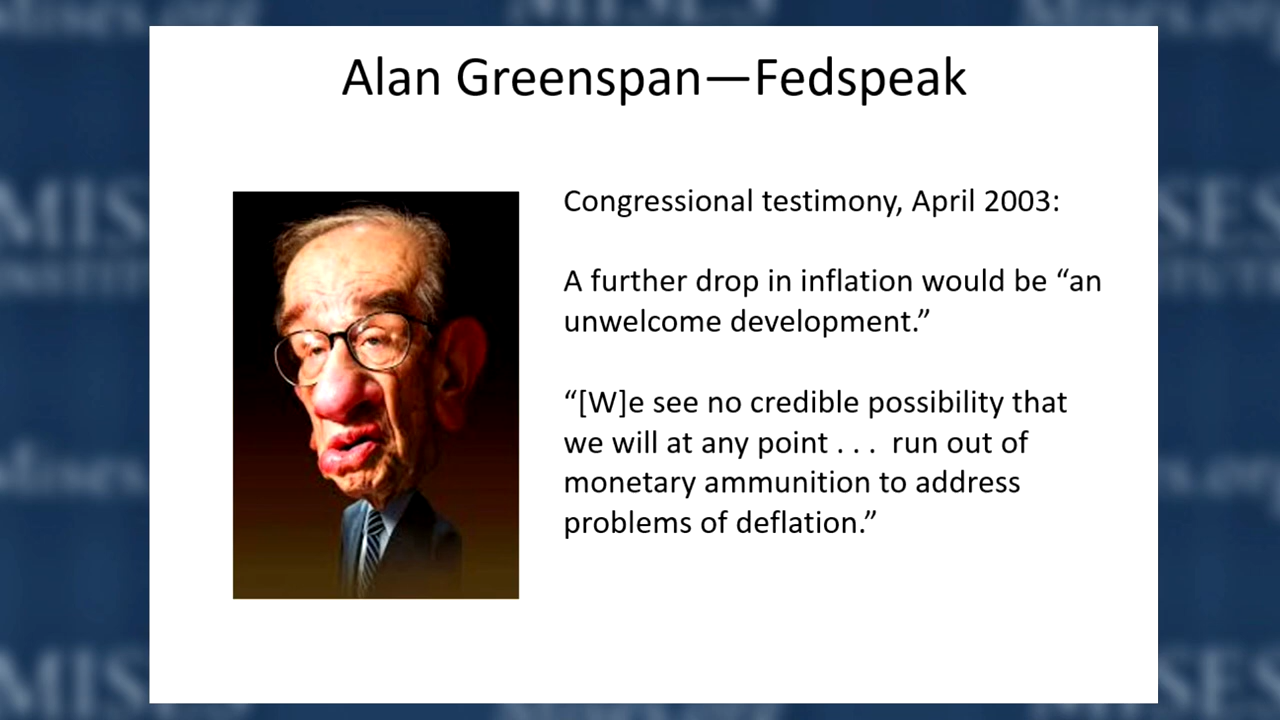 Alan Greenspan—Fedspeak
Congressional testimony, April 2003:
A further drop in inflation would be “an
unwelcome development.”
“[W]e see no credible possibility that
we will at any point . . .  run out of
monetary ammunition to address
problems of deflation.”